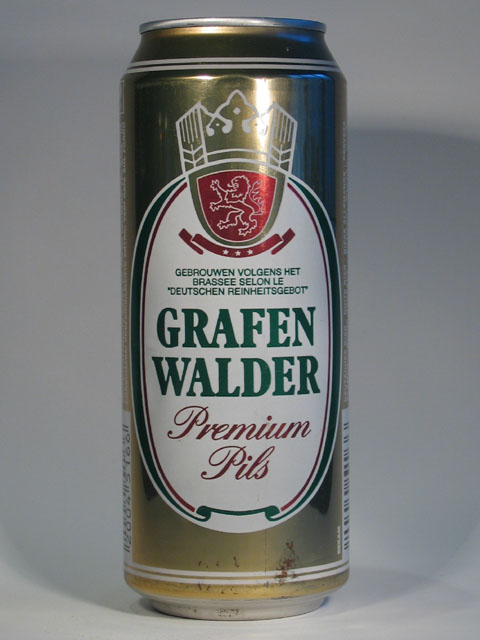 GEBROUWEN VOLGENS HET
BRASSEE SELON LE
"DEUTSCHEN REINHEITSGEBOT"
GRAFEN
WALDER
Premium
Pils